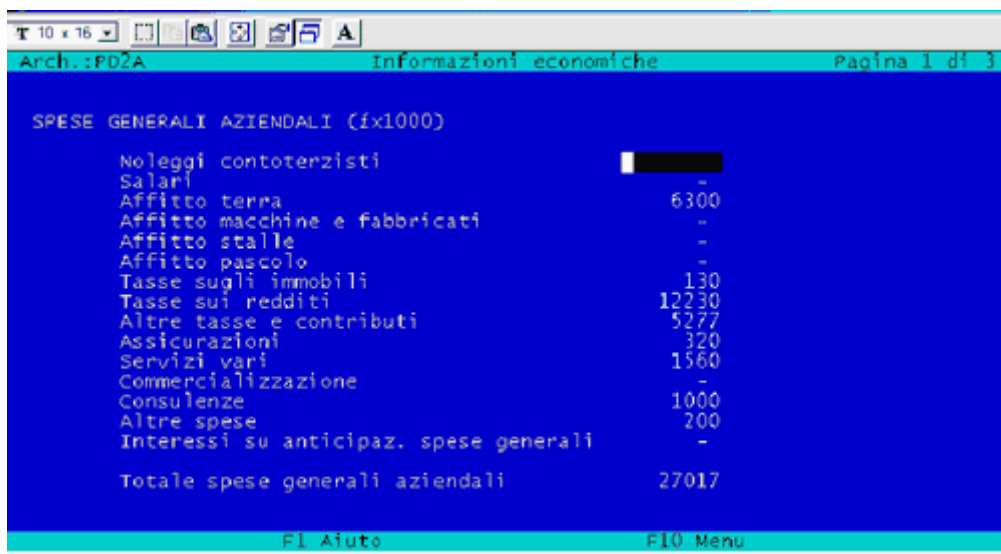 T 10 x 16 A
Arch.:PD2A Informazioni economiche Pagina 1 di 3
SPESE GENERALI AZIENDALI (£x1000)
Noleggi contoterzisti
Salari -
Affitto terra 6300
Affitto macchine e fabbricati -
Affitto stalle -
Affitto pascolo -
Tasse sugli immobili 130
Tasse sui redditi 12230
Altre tasse e contributi 5277
Assicurazioni 320
Servizi vari 1560
Commercializzazione -
Consulenze 1000
Altre spese 200
Interessi su anticipaz. spese generali -
Totale spese generali aziendali 27017
F1 Aiuto F10 Menu